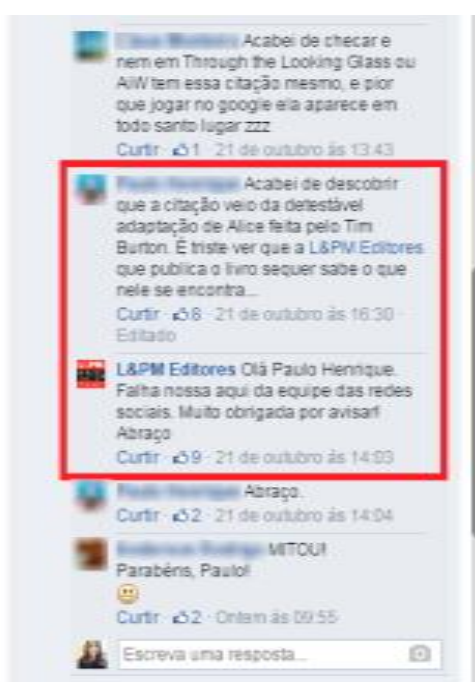 Acabei de checar e
nem em Through the Looking Glass ou
AiW tem essa citação mesmo, e pior
que jogar no google ela aparece em
todo santo lugar zzz
Curtir · 1 · 21 de outubro às 13:43
Acabei de descobrir
que a citação veio da detestável
adaptação de Alice feita pelo Tim
Burton. É triste ver que a L&PM Editores
que publica o livro sequer sabe o que
nele se encontra...
Curtir · 8 · 21 de outubro às 16:30 ·
Editado
L&PM Editores Olá Paulo Henrique.
Falha nossa aqui da equipe das redes
sociais. Muito obrigada por avisar!!
Abraço
Curtir · 9 · 21 de outubro às 14:03
Abraço.
Curtir · 2 · 21 de outubro às 14:04
MITOU!!
Parabéns, Paulo!
Curtir · 2 · Ontem às 09:55
Escreva uma resposta...